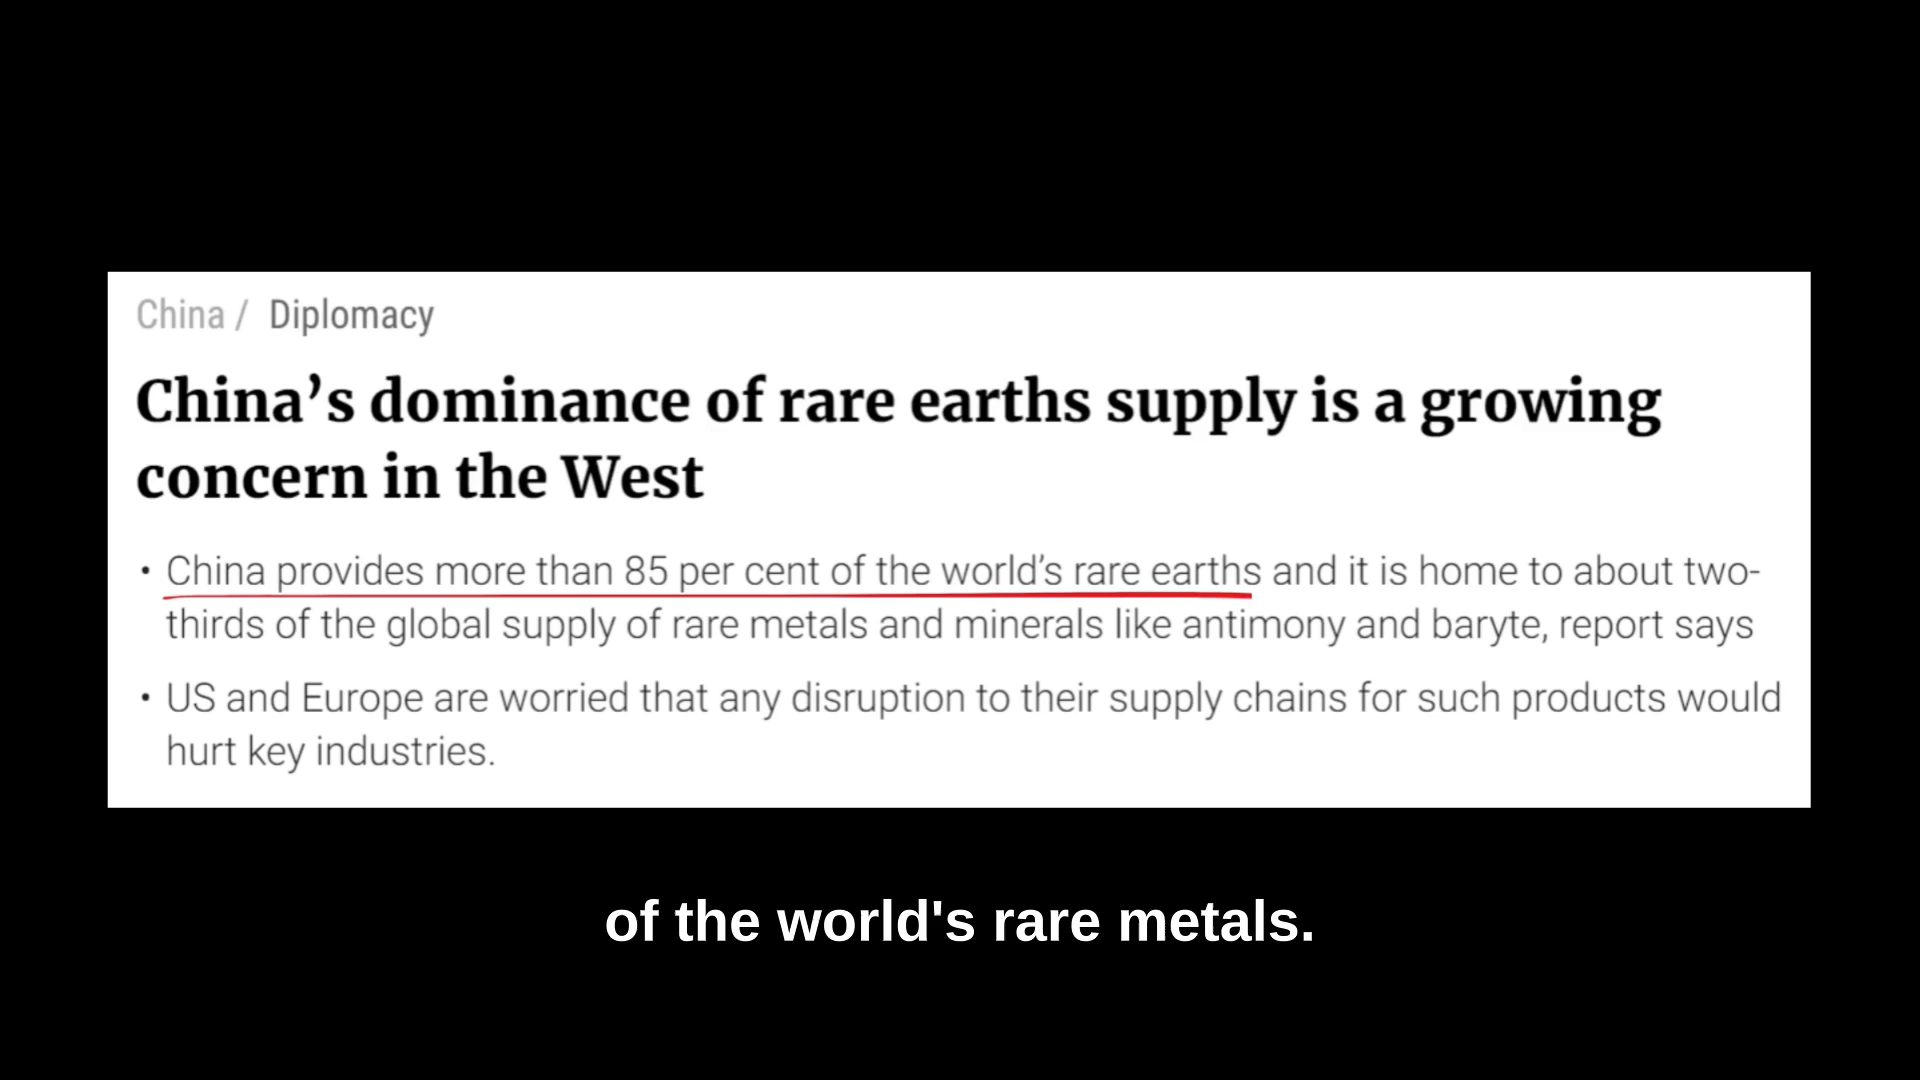 China / Diplomacy
China’s dominance of rare earths supply is a growing
concern in the West
• China provides more than 85 per cent of the world’s rare earths and it is home to about two-
thirds of the global supply of rare metals and minerals like antimony and baryte, report says
• US and Europe are worried that any disruption to their supply chains for such products would
hurt key industries.
of the world's rare metals.